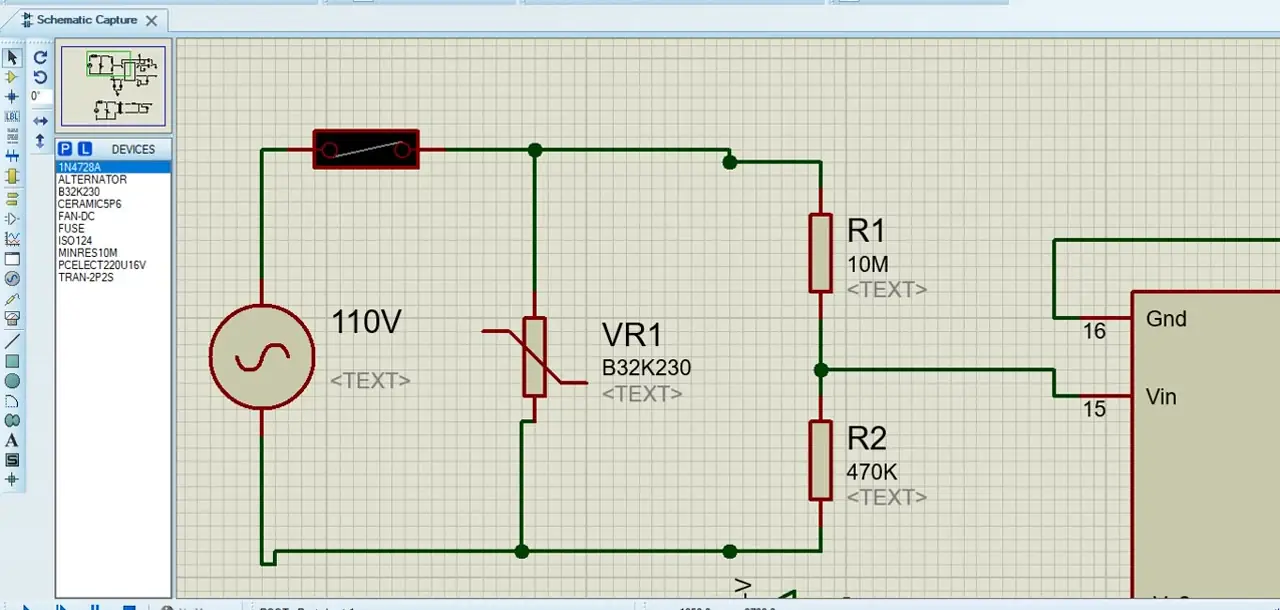 Schematic Capture
0°
LBL
P L DEVICES
1N4728A
ALTERNATOR
B32K230
CERAMIC5P6
FAN-DC
FUSE
ISO124
MINRES10M
PCELECT220U16V
TRAN-2P2S
A
S
110V
<TEXT>
VR1
B32K230
<TEXT>
R1
10M
<TEXT>
R2
470K
<TEXT>
16
Gnd
15
Vin